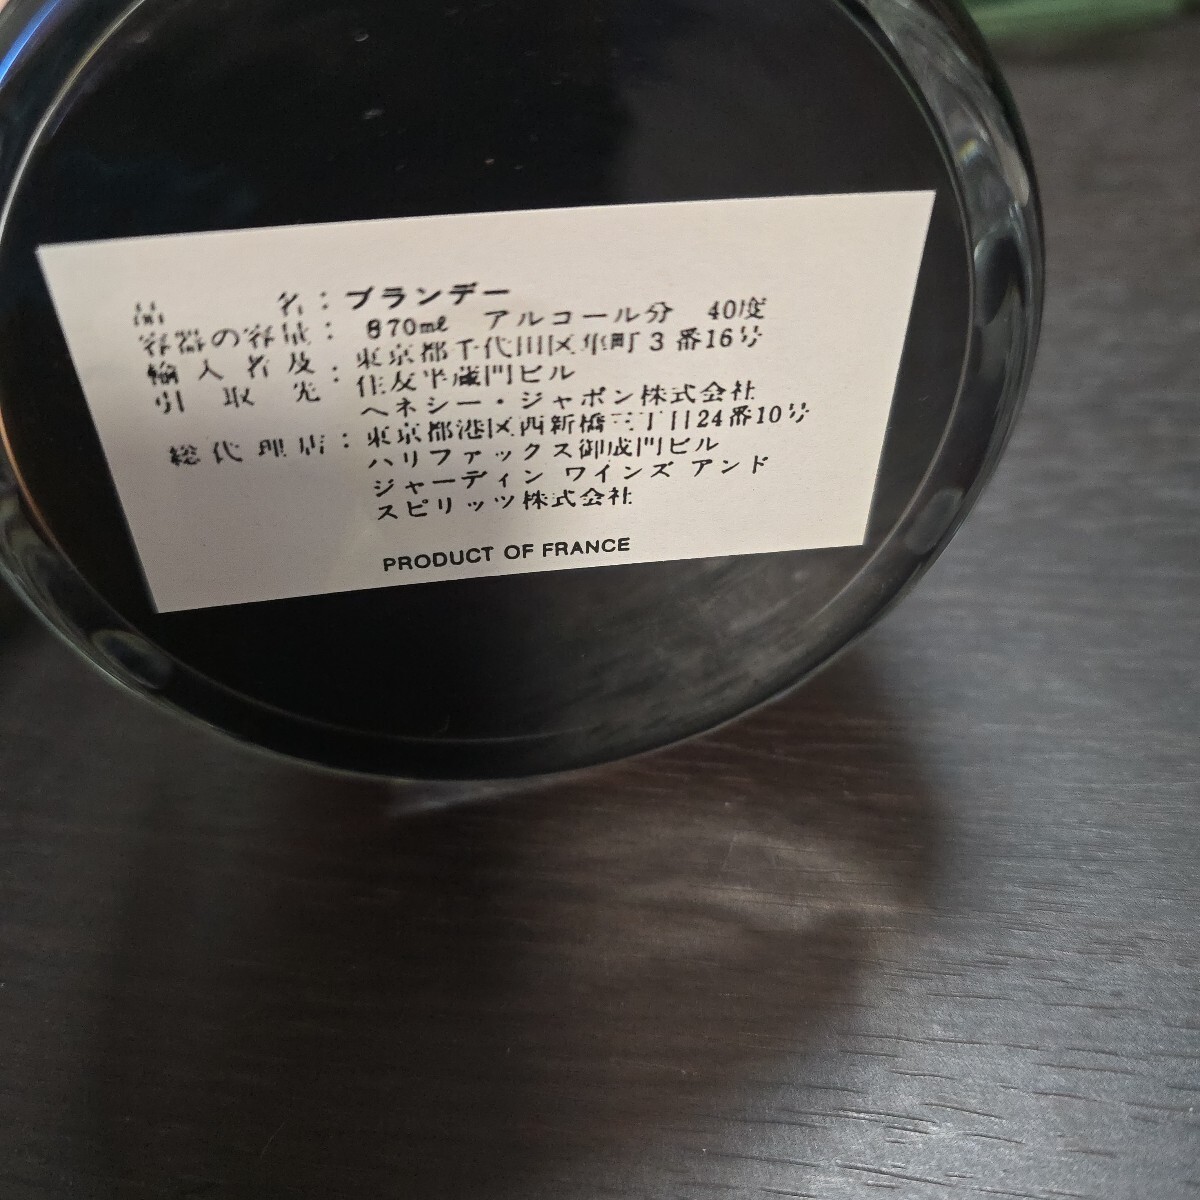 品 名：ブランデー
容器の容量：870mℓ アルコール分 40度
輸入者及 引取先：東京都千代田区隼町3番16号
住友半蔵門ビル
ヘネシー・ジャポン株式会社
総代理店：東京都港区西新橋三丁目24番10号
ハリファックス御成門ビル
ジャーディン ワインズ アンド
スピリッツ株式会社
PRODUCT OF FRANCE